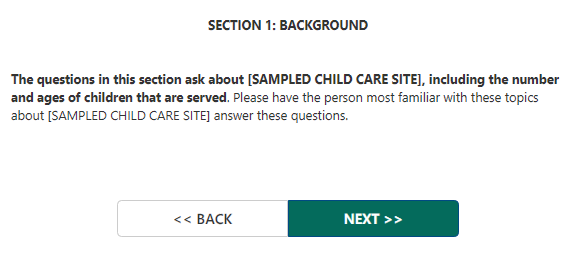 SECTION 1: BACKGROUND
The questions in this section ask about [SAMPLED CHILD CARE SITE], including the number
and ages of children that are served. Please have the person most familiar with these topics
about [SAMPLED CHILD CARE SITE] answer these questions.
<< BACK
NEXT >>